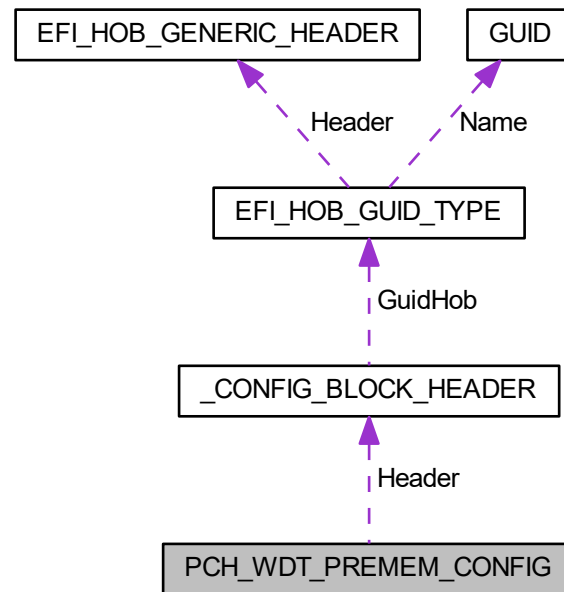 EFI_HOB_GENERIC_HEADER
GUID
Header
Name
EFI_HOB_GUID_TYPE
GuidHob
_CONFIG_BLOCK_HEADER
Header
PCH_WDT_PREMEM_CONFIG